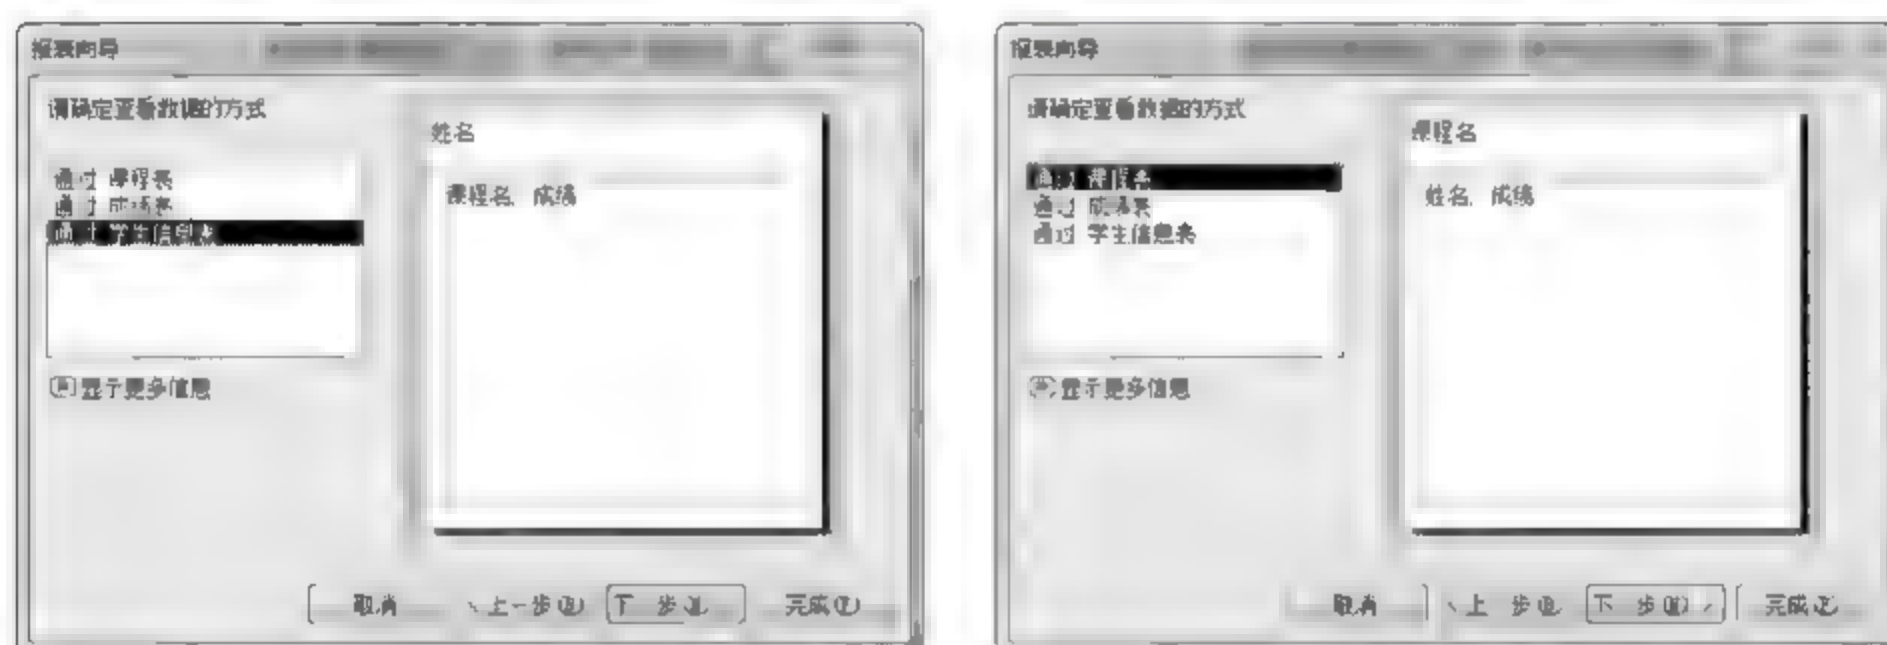 报表向导
请确定查看数据的方式
通过 课程表
通过 成绩表
通过 学生信息表
姓名
课程名, 成绩
显示更多信息
取消
< 上一步(B)
下一步(N)
完成(F)
报表向导
请确定查看数据的方式
通过 课程表
通过 成绩表
通过 学生信息表
课程名
姓名, 成绩
显示更多信息
取消
< 上一步(B)
下一步(N) >
完成(F)